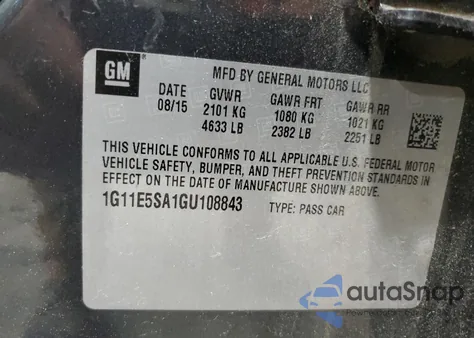 GM
MFD BY GENERAL MOTORS LLC
DATE GVWR GAWR FRT GAWR RR
08/15 2101 KG 1080 KG 1021 KG
4633 LB 2382 LB 2251 LB
THIS VEHICLE CONFORMS TO ALL APPLICABLE U.S. FEDERAL MOTOR
VEHICLE SAFETY, BUMPER, AND THEFT PREVENTION STANDARDS
IN EFFECT ON THE DATE OF MANUFACTURE SHOWN ABOVE.
1G11E5SA1GU108843 TYPE: PASS CAR
autoSnap